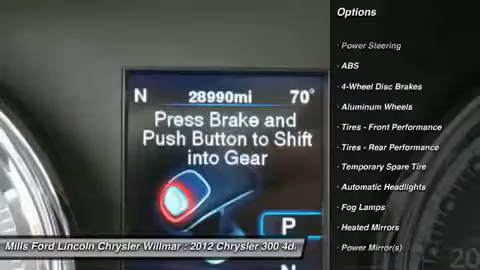 N 28990mi 70°
Press Brake and
Push Button to Shift
into Gear
P
N
Mills Ford Lincoln Chrysler Willmar : 2012 Chrysler 300 4d.
Options
· Power Steering
· ABS
· 4-Wheel Disc Brakes
· Aluminum Wheels
· Tires - Front Performance
· Tires - Rear Performance
· Temporary Spare Tire
· Automatic Headlights
· Fog Lamps
· Heated Mirrors
· Power Mirror(s)